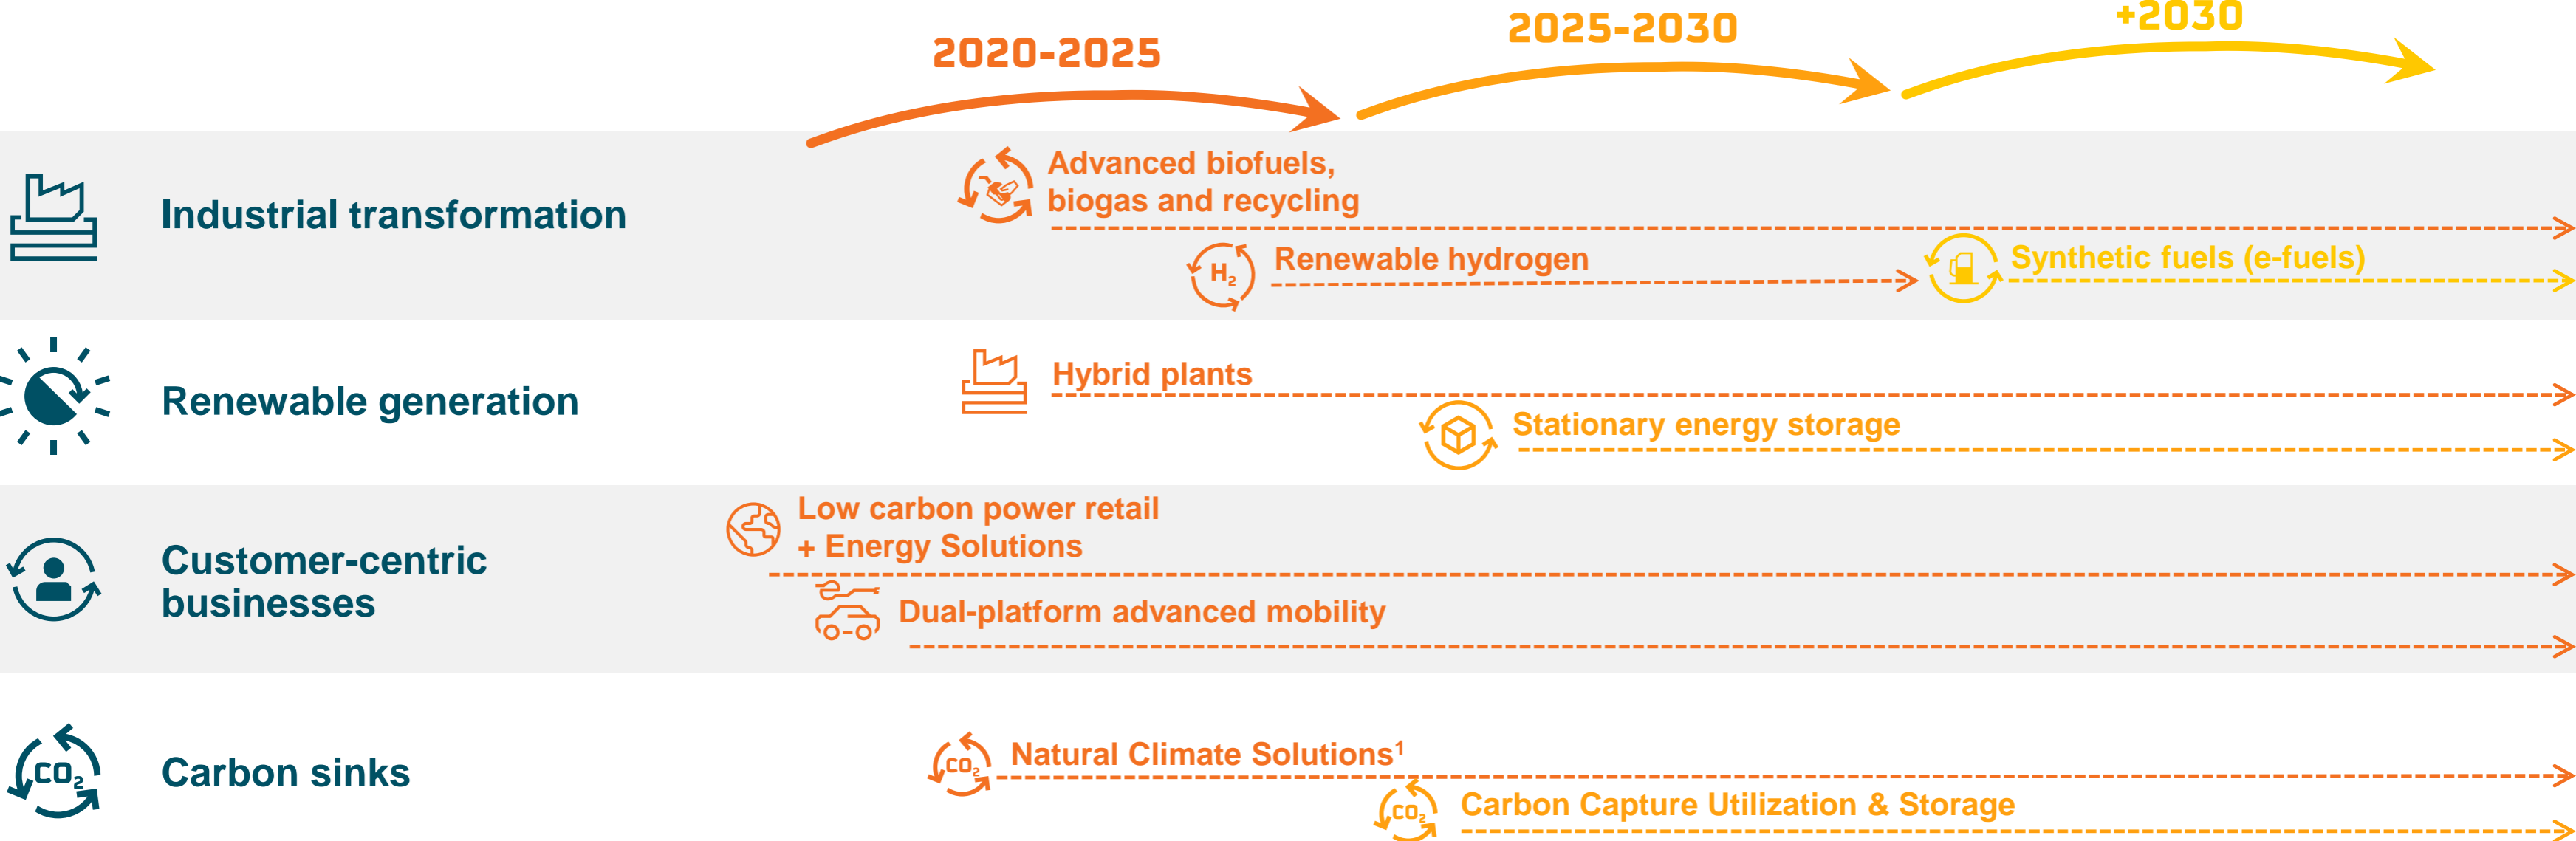 2020-2025
2025-2030
+2030
Industrial transformation
Advanced biofuels,
biogas and recycling
H₂
Renewable hydrogen
Synthetic fuels (e-fuels)
Renewable generation
Hybrid plants
Stationary energy storage
Customer-centric
businesses
Low carbon power retail
+ Energy Solutions
Dual-platform advanced mobility
CO₂
Carbon sinks
CO₂
Natural Climate Solutions¹
CO₂
Carbon Capture Utilization & Storage